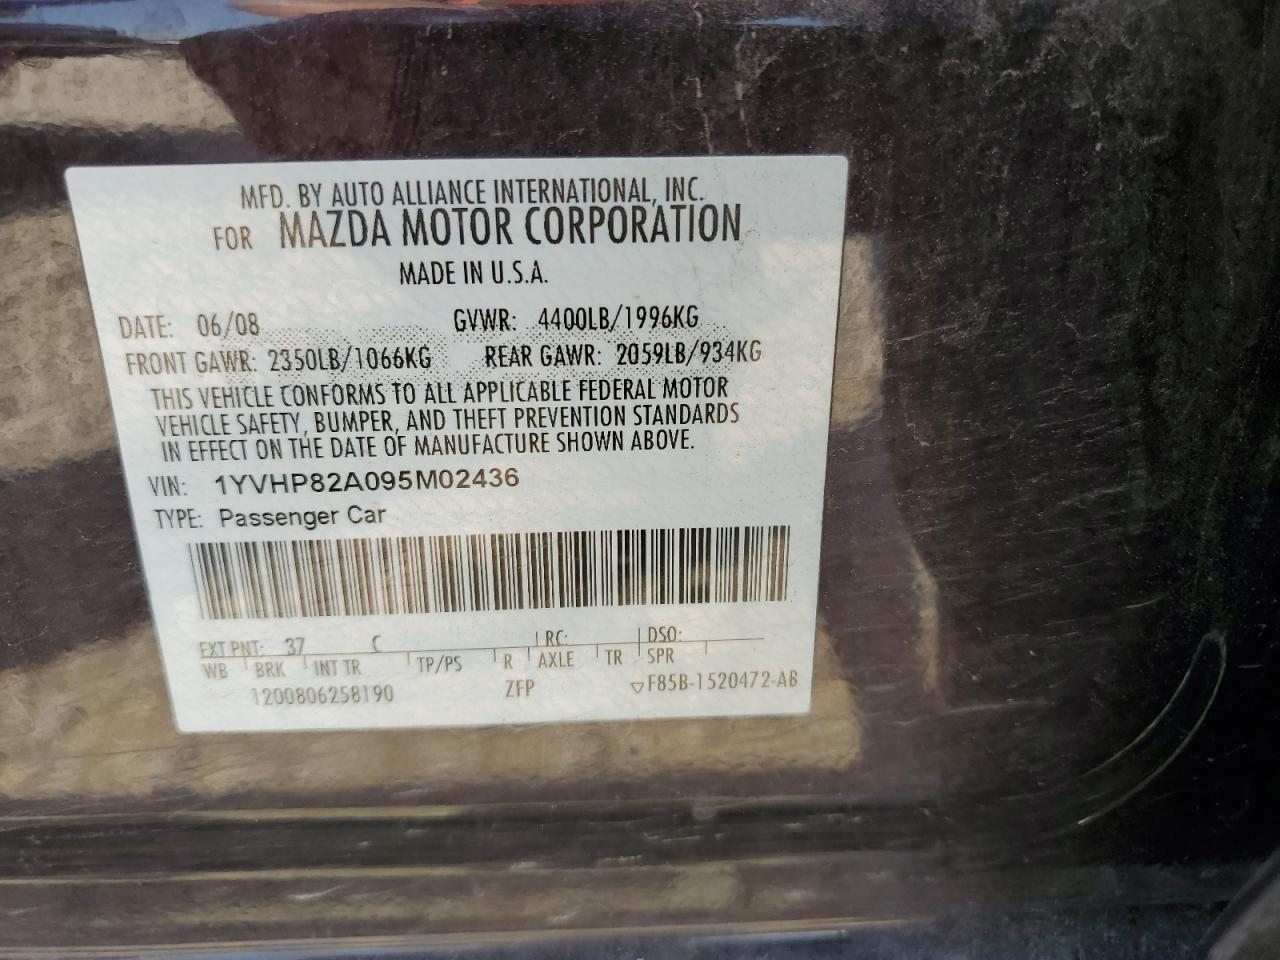 MFD. BY AUTO ALLIANCE INTERNATIONAL, INC.
FOR MAZDA MOTOR CORPORATION
MADE IN U.S.A.
DATE: 06/08 GVWR: 4400LB/1996KG
FRONT GAWR: 2350LB/1066KG REAR GAWR: 2059LB/934KG
THIS VEHICLE CONFORMS TO ALL APPLICABLE FEDERAL MOTOR
VEHICLE SAFETY, BUMPER, AND THEFT PREVENTION STANDARDS
IN EFFECT ON THE DATE OF MANUFACTURE SHOWN ABOVE.
VIN: 1YVHP82A095M02436
TYPE: Passenger Car
EXT PNT: 37 C RC: DSO:
WB BRK INT TR TP/PS R AXLE TR SPR
1200806258190 ZFP F85B-1520472-AB